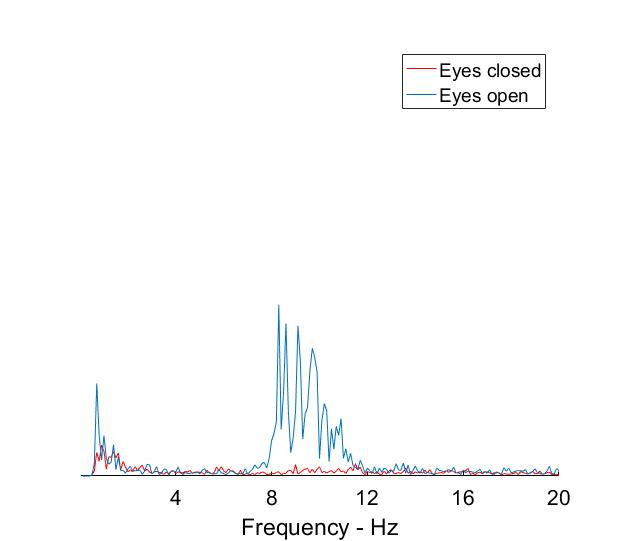 Eyes closed
Eyes open
4 8 12 16 20
Frequency - Hz